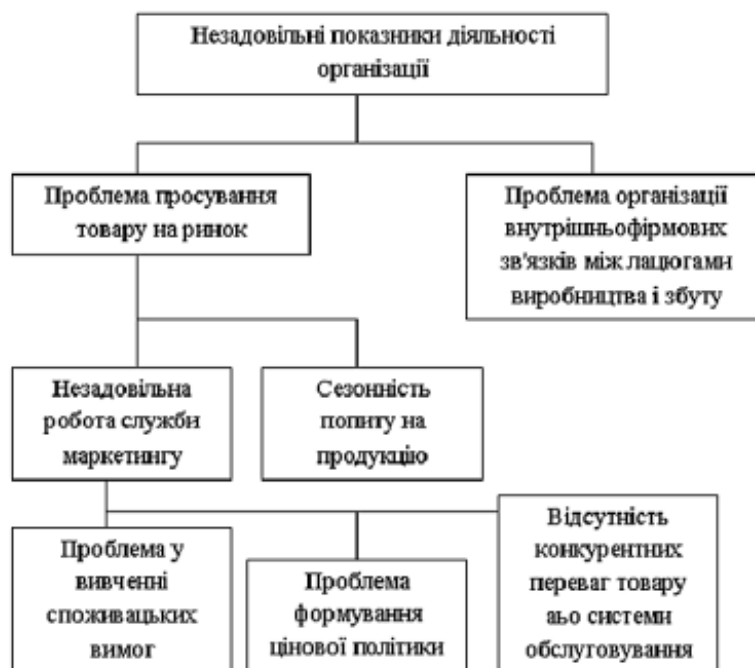 Незадовільні показники діяльності
організації
Проблема просування
товару на ринок
Проблема організації
внутрішньофірмових
зв'язків між лацюгами
виробництва і збуту
Незадовільна
робота служби
маркетингу
Сезонність
попиту на
продукцію
Проблема у
вивченні
споживацьких
вимог
Проблема
формування
цінової політики
Відсутність
конкурентних
переваг товару
аьо системи
обслуговування